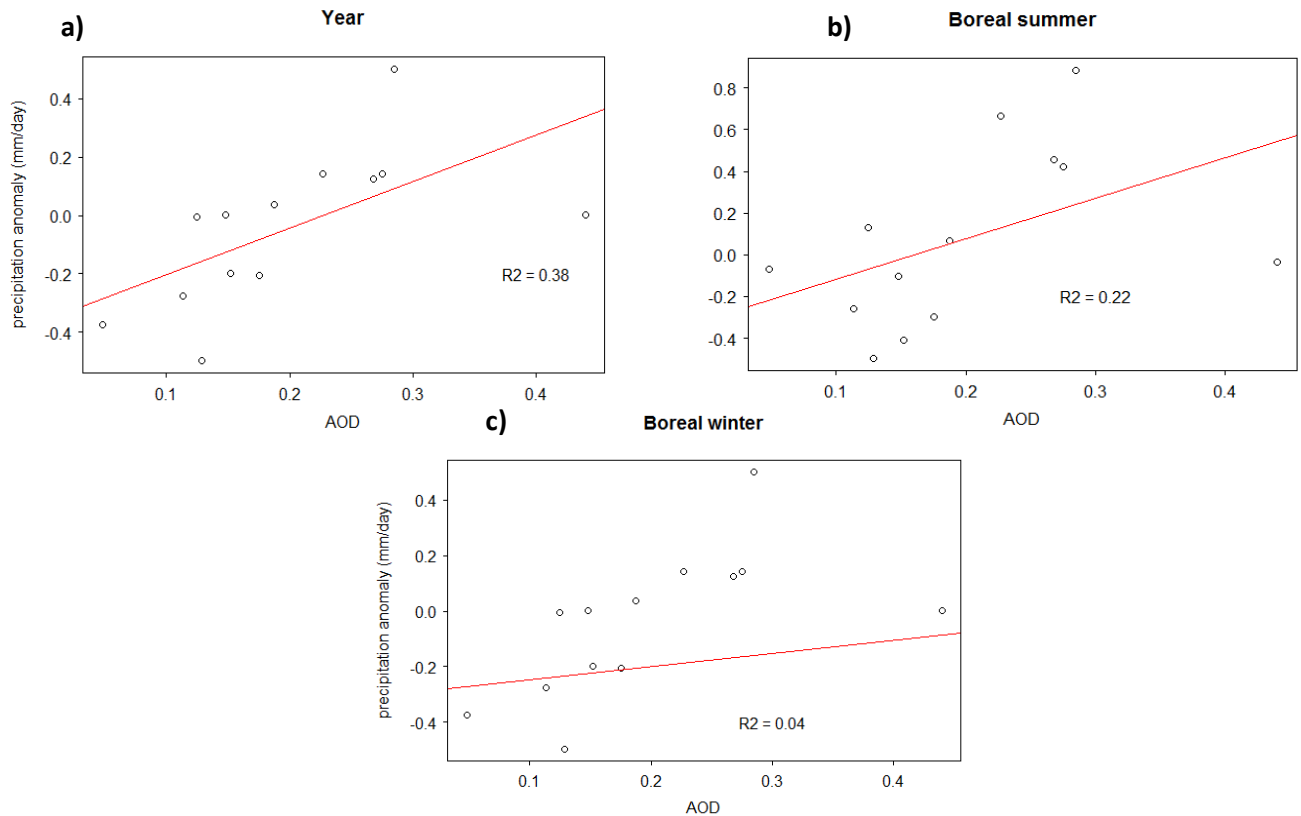 a)
Year
precipitation anomaly (mm/day)
0.4
0.2
0.0
-0.2
-0.4
R2 = 0.38
0.1
0.2
0.3
0.4
AOD
b)
Boreal summer
0.8
0.6
0.4
0.2
0.0
-0.2
-0.4
R2 = 0.22
0.1
0.2
0.3
0.4
AOD
c)
Boreal winter
precipitation anomaly (mm/day)
0.4
0.2
0.0
-0.2
-0.4
R2 = 0.04
0.1
0.2
0.3
0.4
AOD